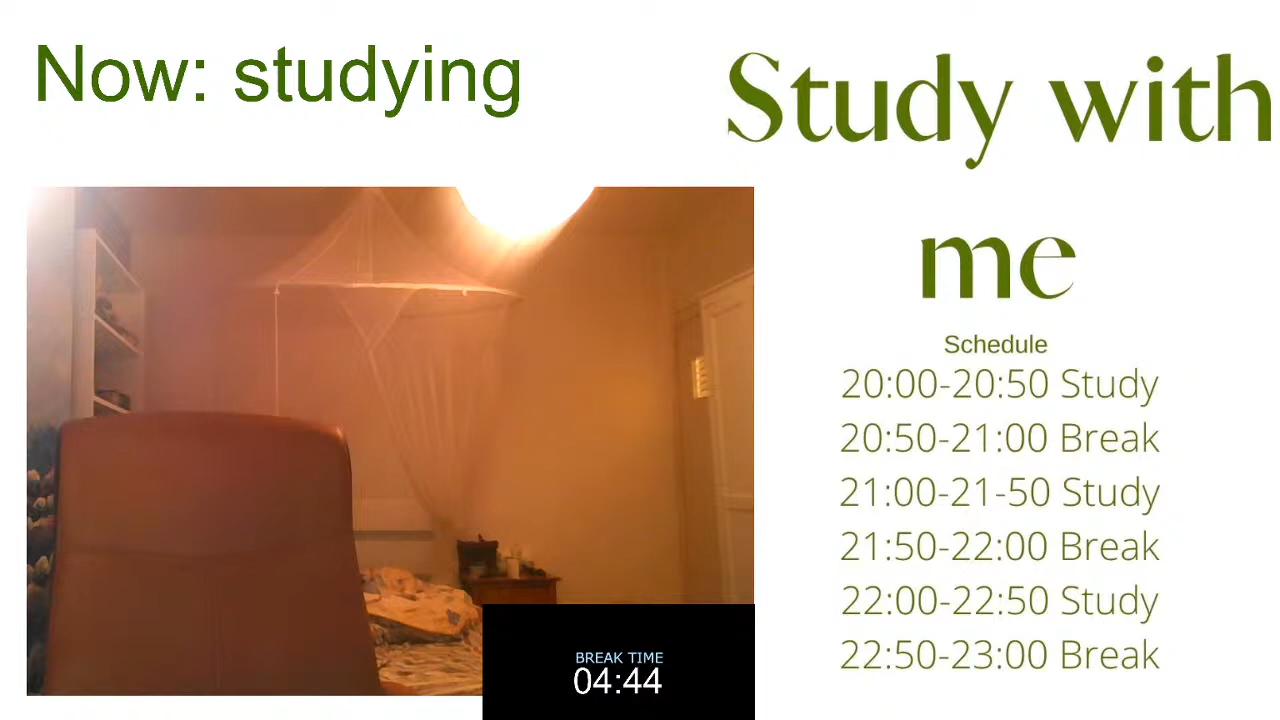 Now: studying
Study with
me
Schedule
20:00-20:50 Study
20:50-21:00 Break
21:00-21-50 Study
21:50-22:00 Break
22:00-22:50 Study
22:50-23:00 Break
BREAK TIME
04:44